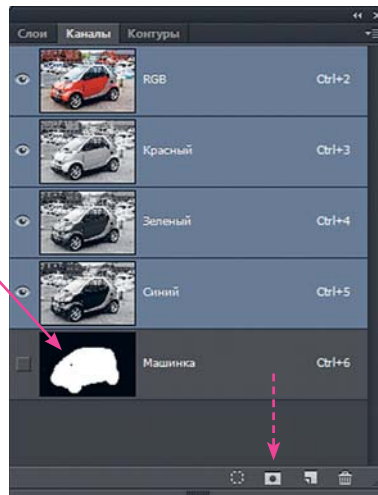 Слои Каналы Контуры
RGB Ctrl+2
Красный Ctrl+3
Зеленый Ctrl+4
Синий Ctrl+5
Машинка Ctrl+6